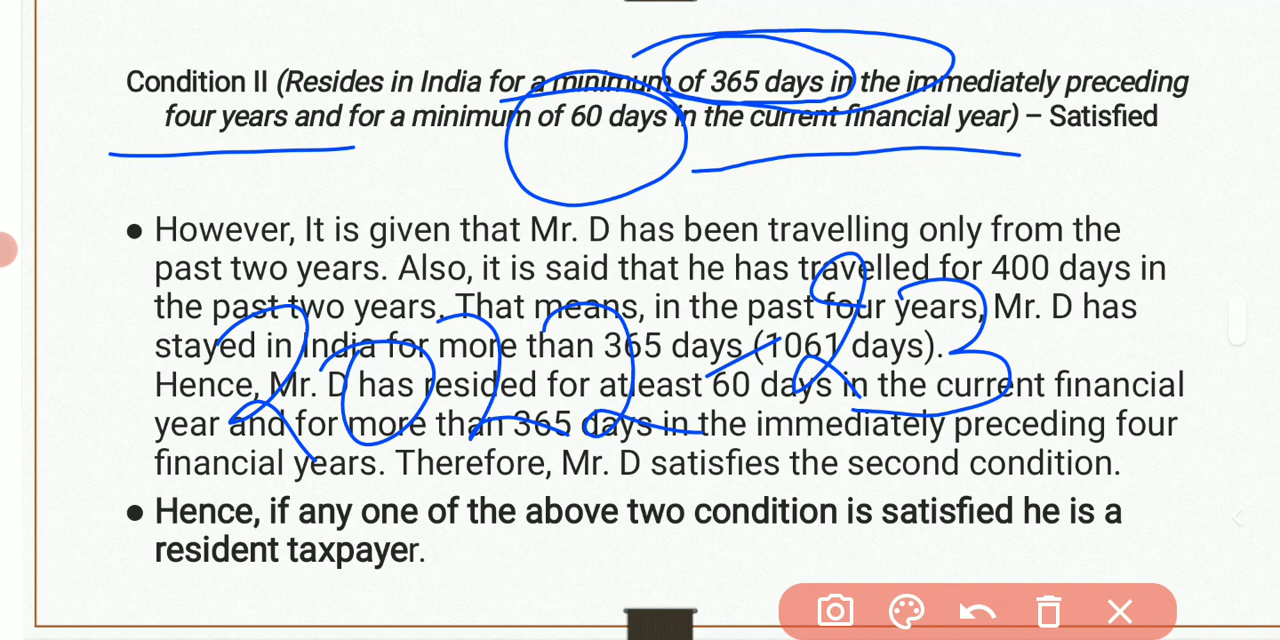 Condition II (Resides in India for a minimum of 365 days in the immediately preceding
four years and for a minimum of 60 days in the current financial year) – Satisfied
● However, It is given that Mr. D has been travelling only from the
past two years. Also, it is said that he has travelled for 400 days in
the past two years. That means, in the past four years, Mr. D has
stayed in India for more than 365 days (1061 days).
2022-23
Hence, Mr. D has resided for atleast 60 days in the current financial
year and for more than 365 days in the immediately preceding four
financial years. Therefore, Mr. D satisfies the second condition.
● Hence, if any one of the above two condition is satisfied he is a
resident taxpayer.